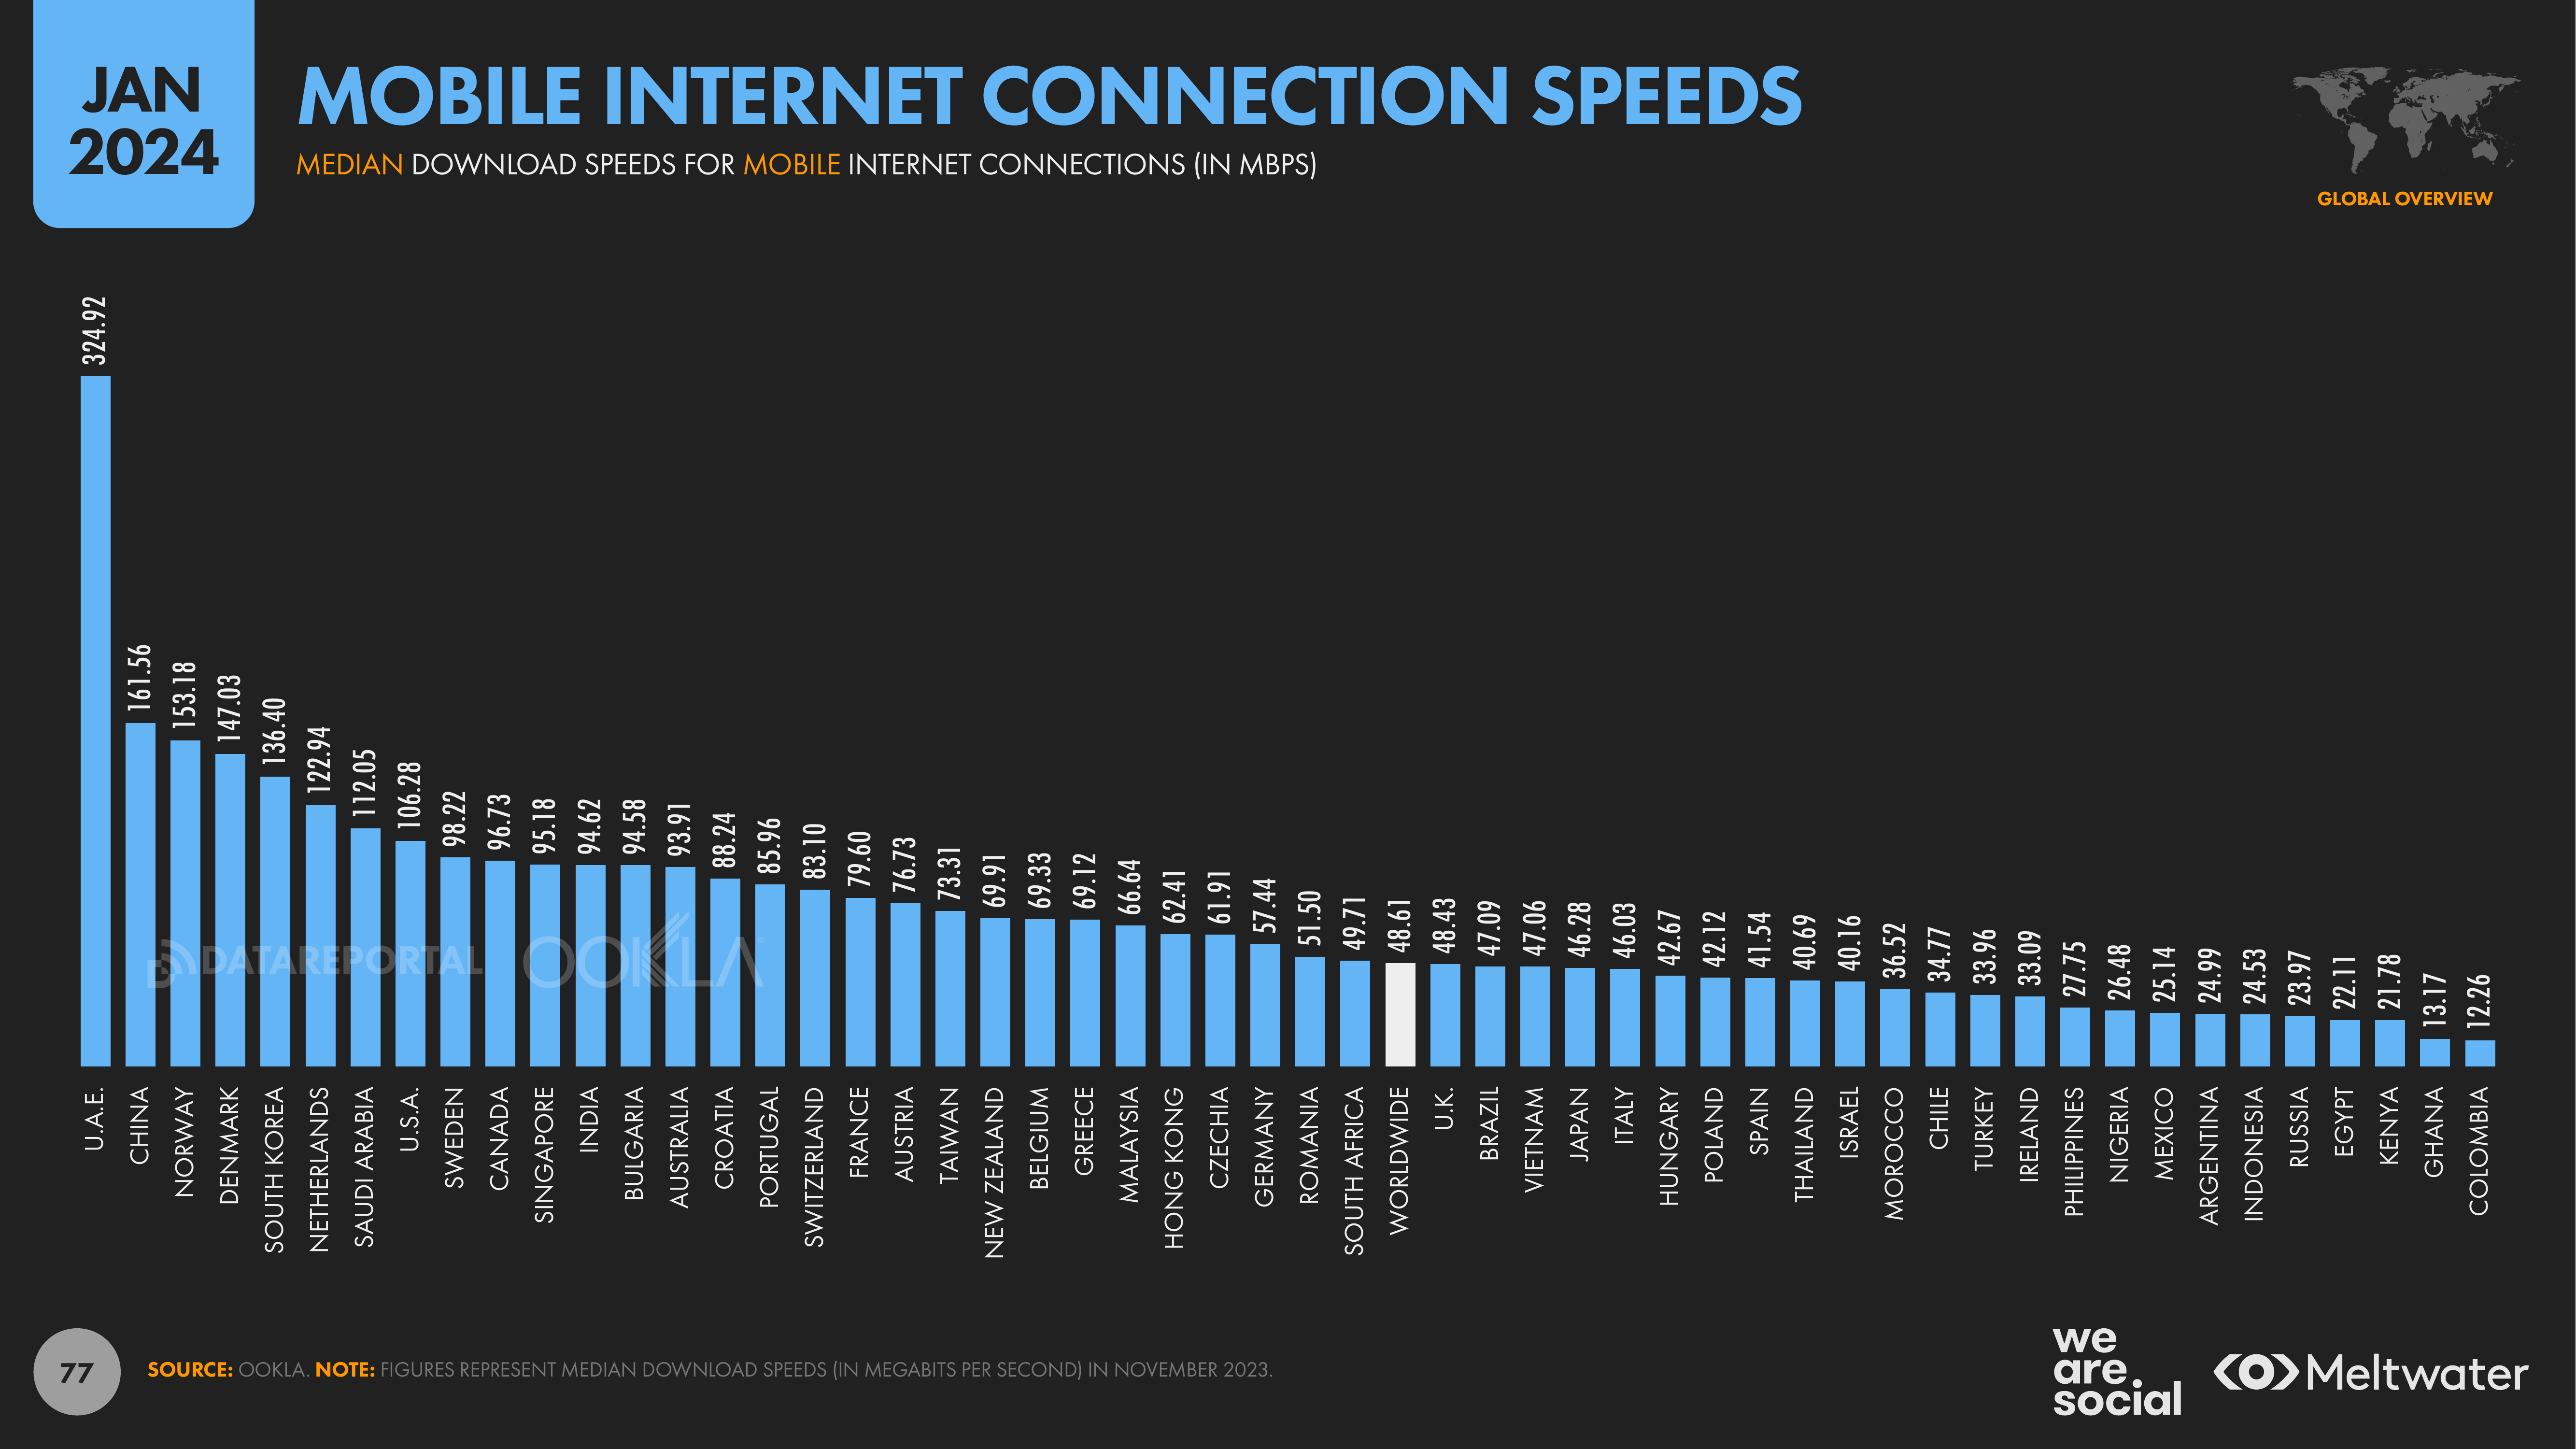 JAN
2024
MOBILE INTERNET CONNECTION SPEEDS
MEDIAN DOWNLOAD SPEEDS FOR MOBILE INTERNET CONNECTIONS (IN MBPS)
GLOBAL OVERVIEW
324.92
161.56
153.18
147.03
136.40
122.94
112.05
106.28
98.22
96.73
95.18
94.62
94.58
93.91
88.24
85.96
83.10
79.60
76.73
73.31
69.91
69.33
69.12
66.64
62.41
61.91
57.44
51.50
49.71
48.61
48.43
47.09
47.06
46.28
46.03
42.67
42.12
41.54
40.69
40.16
36.52
34.77
33.96
33.09
27.75
26.48
25.14
24.99
24.53
23.97
22.11
21.78
13.17
12.26
DATAREPORTAL
OOKLA
U.A.E.
CHINA
NORWAY
DENMARK
SOUTH KOREA
NETHERLANDS
SAUDI ARABIA
U.S.A.
SWEDEN
CANADA
SINGAPORE
INDIA
BULGARIA
AUSTRALIA
CROATIA
PORTUGAL
SWITZERLAND
FRANCE
AUSTRIA
TAIWAN
NEW ZEALAND
BELGIUM
GREECE
MALAYSIA
HONG KONG
CZECHIA
GERMANY
ROMANIA
SOUTH AFRICA
WORLDWIDE
U.K.
BRAZIL
VIETNAM
JAPAN
ITALY
HUNGARY
POLAND
SPAIN
THAILAND
ISRAEL
MOROCCO
CHILE
TURKEY
IRELAND
PHILIPPINES
NIGERIA
MEXICO
ARGENTINA
INDONESIA
RUSSIA
EGYPT
KENYA
GHANA
COLOMBIA
77
SOURCE: OOKLA. NOTE: FIGURES REPRESENT MEDIAN DOWNLOAD SPEEDS (IN MEGABITS PER SECOND) IN NOVEMBER 2023.
we
are
social
Meltwater